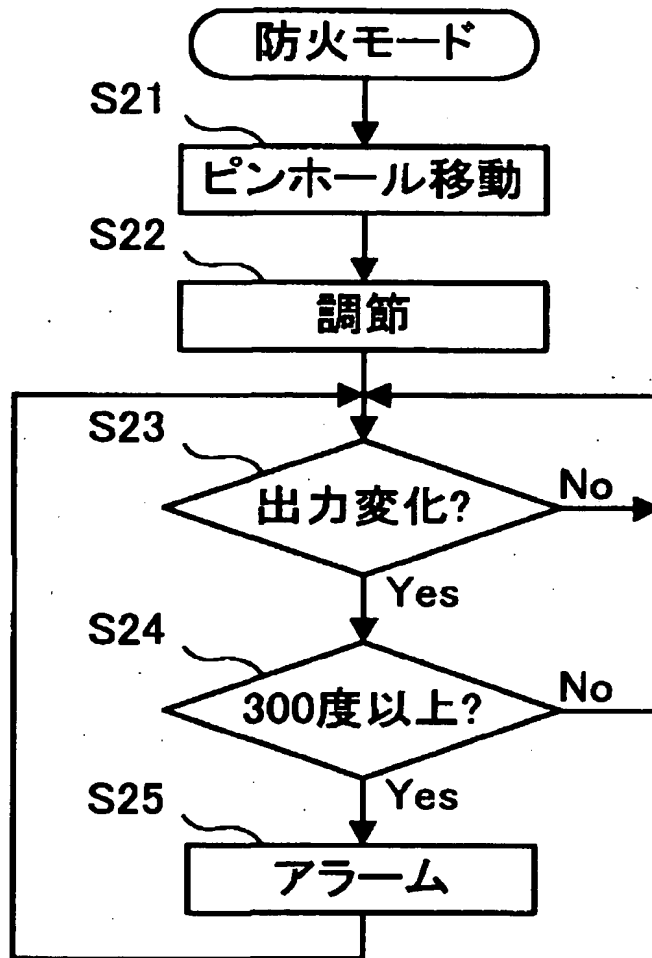 防火モード
S21
ピンホール移動
S22
調節
S23
出力変化?
No
Yes
S24
300度以上?
No
Yes
S25
アラーム